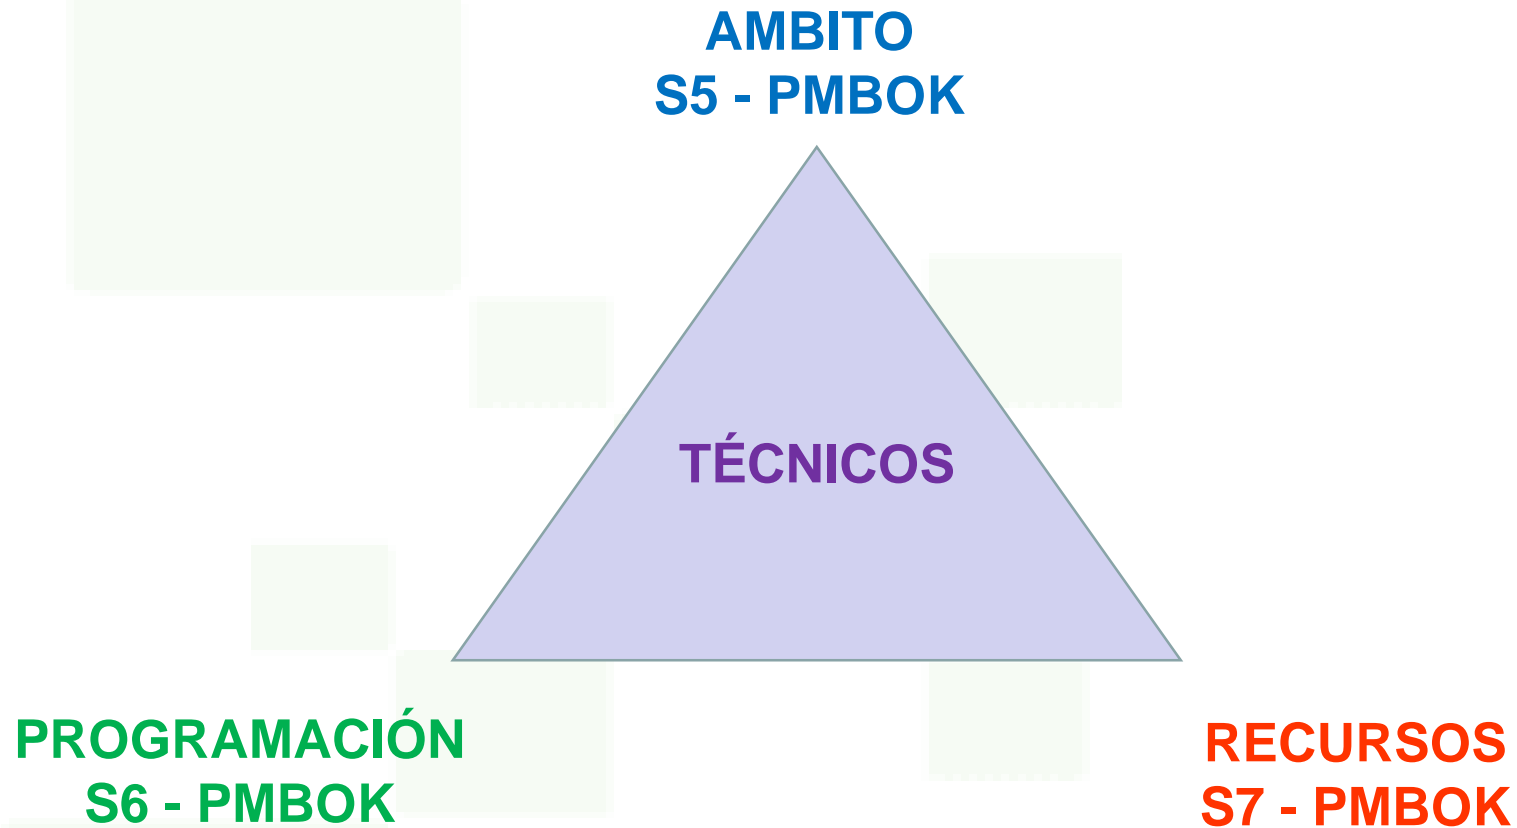 AMBITO
S5 - PMBOK
TÉCNICOS
PROGRAMACIÓN
S6 - PMBOK
RECURSOS
S7 - PMBOK